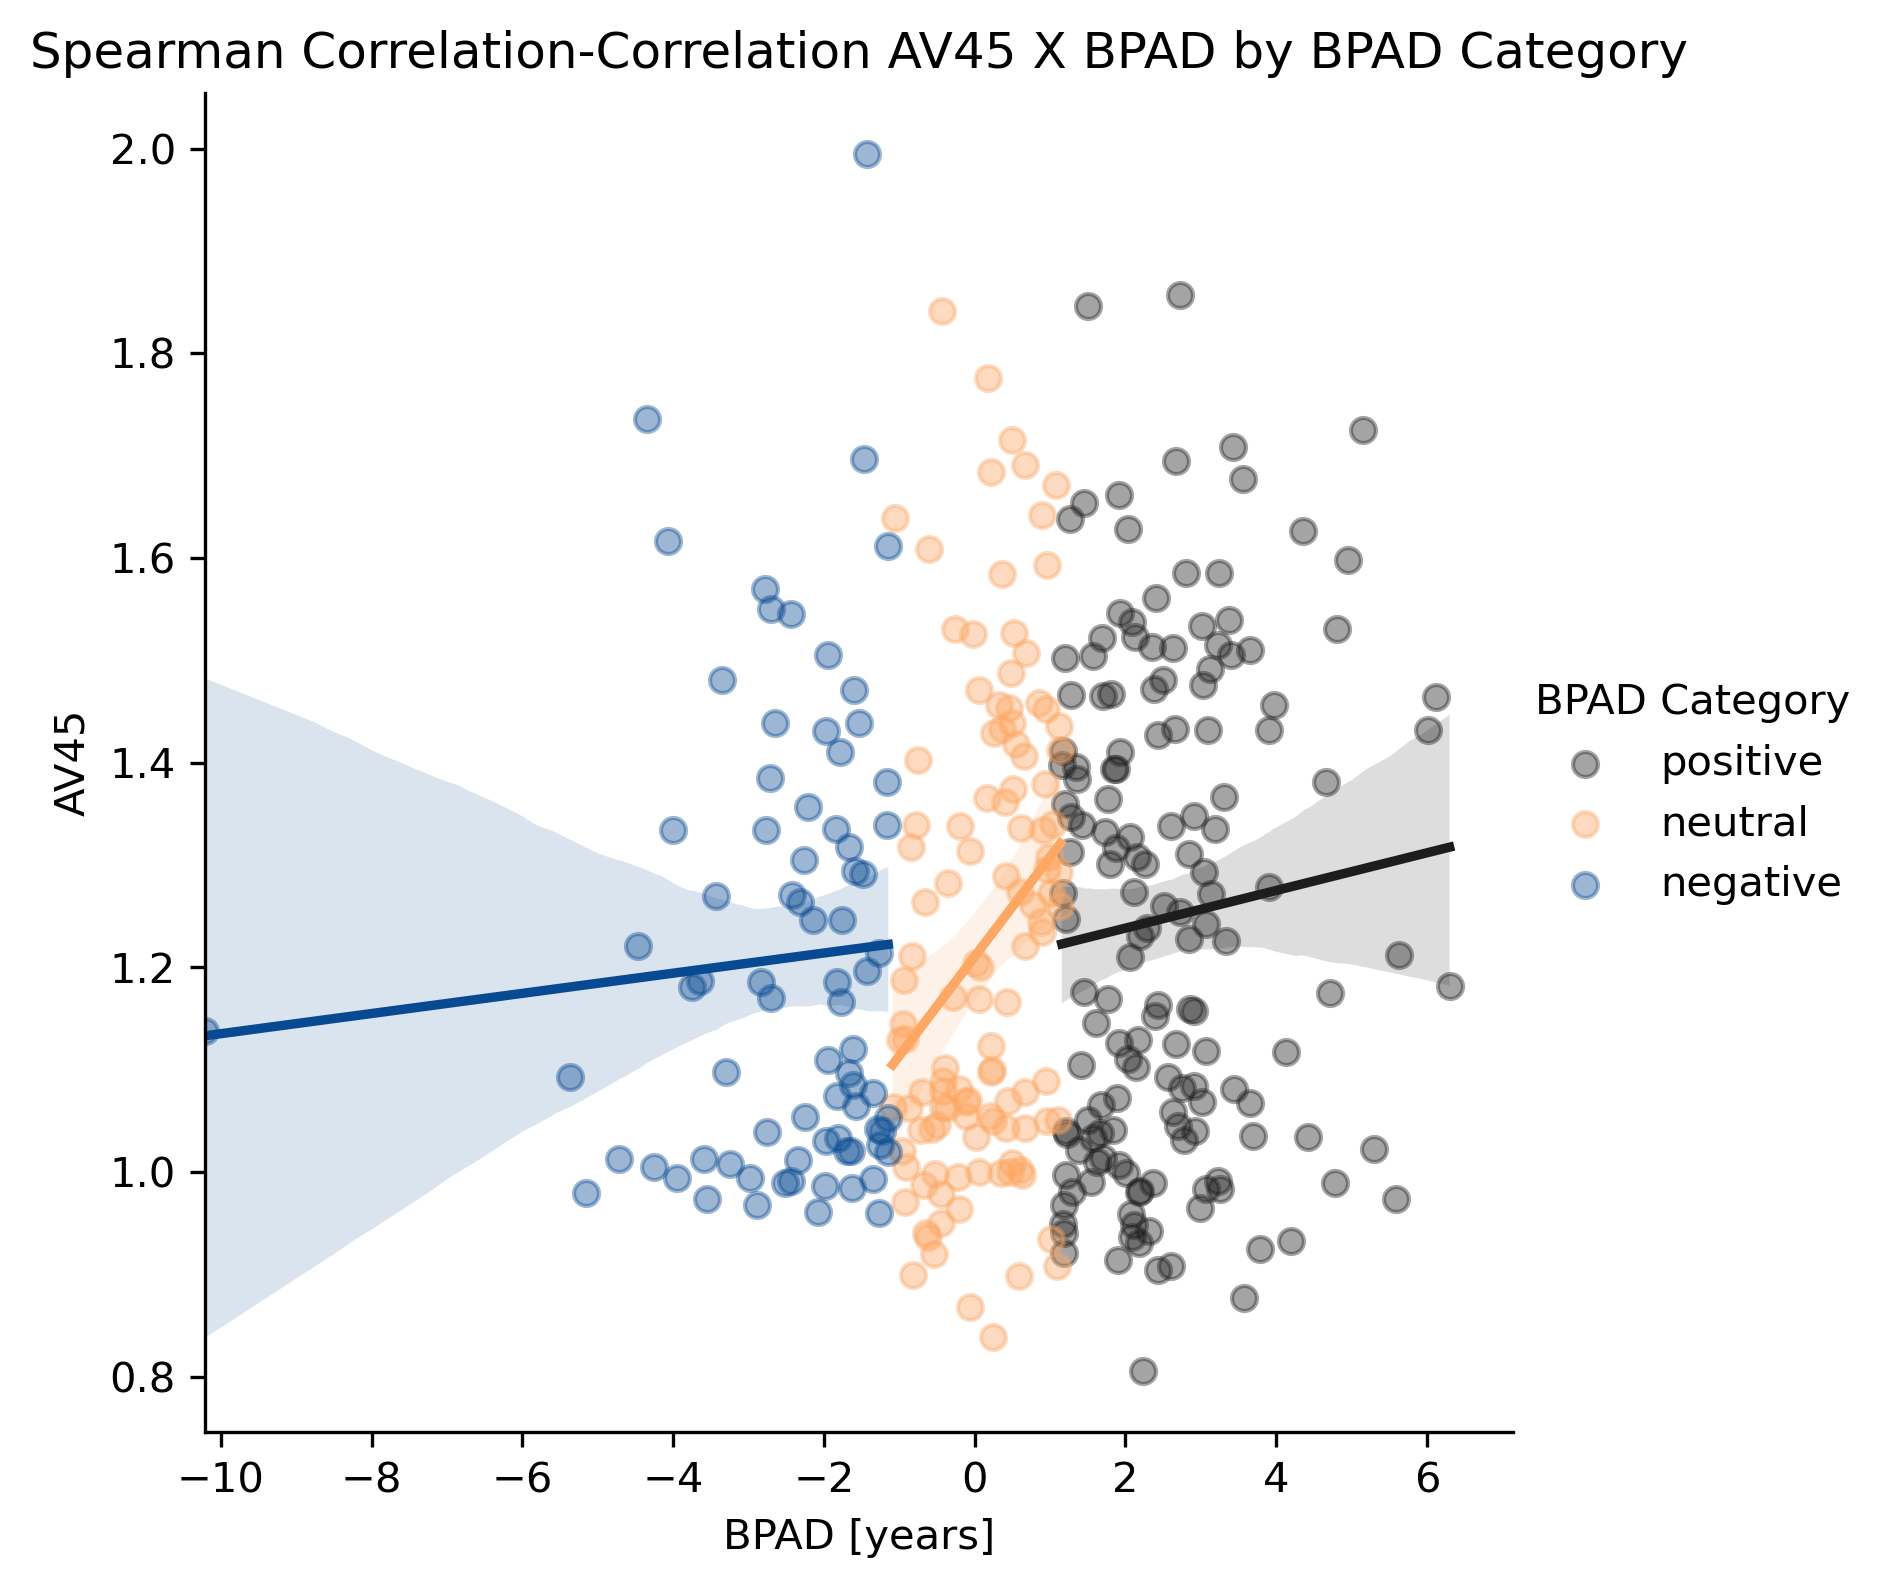 Spearman Correlation-Correlation AV45 X BPAD by BPAD Category
2.0
1.8
1.6
1.4
1.2
1.0
0.8
AV45
−10
−8
−6
−4
−2
0
2
4
6
BPAD [years]
BPAD Category
positive
neutral
negative